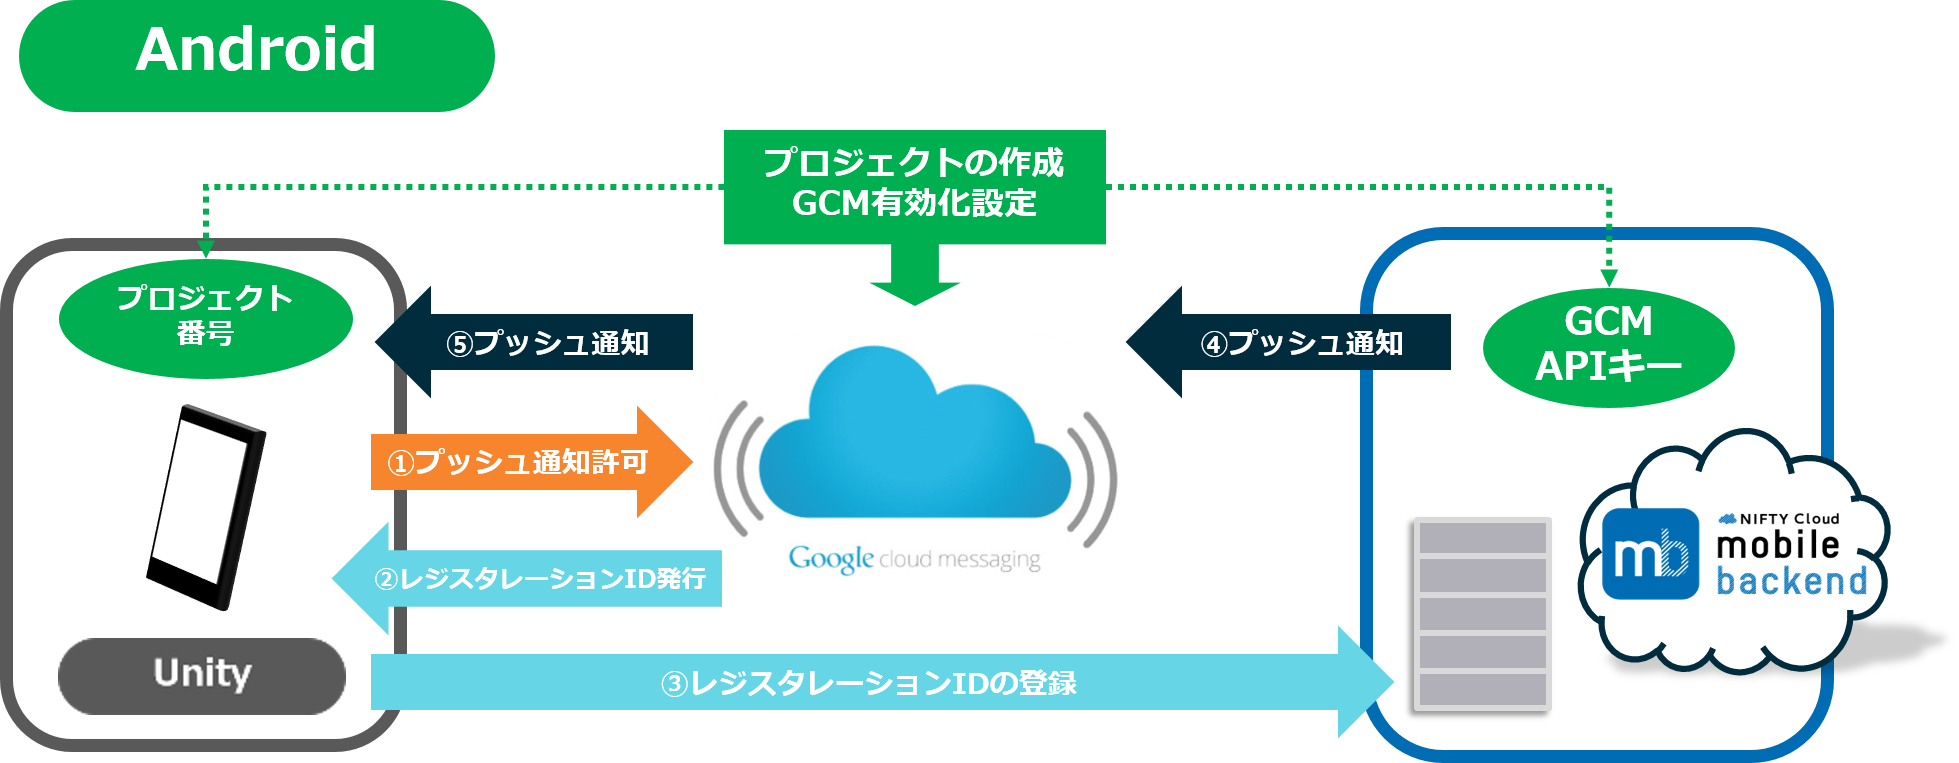 Android
プロジェクトの作成
GCM有効化設定
プロジェクト
番号
GCM
APIキー
⑤プッシュ通知
④プッシュ通知
①プッシュ通知許可
Google cloud messaging
②レジスタレーションID発行
mb
NIFTY Cloud
mobile
backend
Unity
③レジスタレーションIDの登録